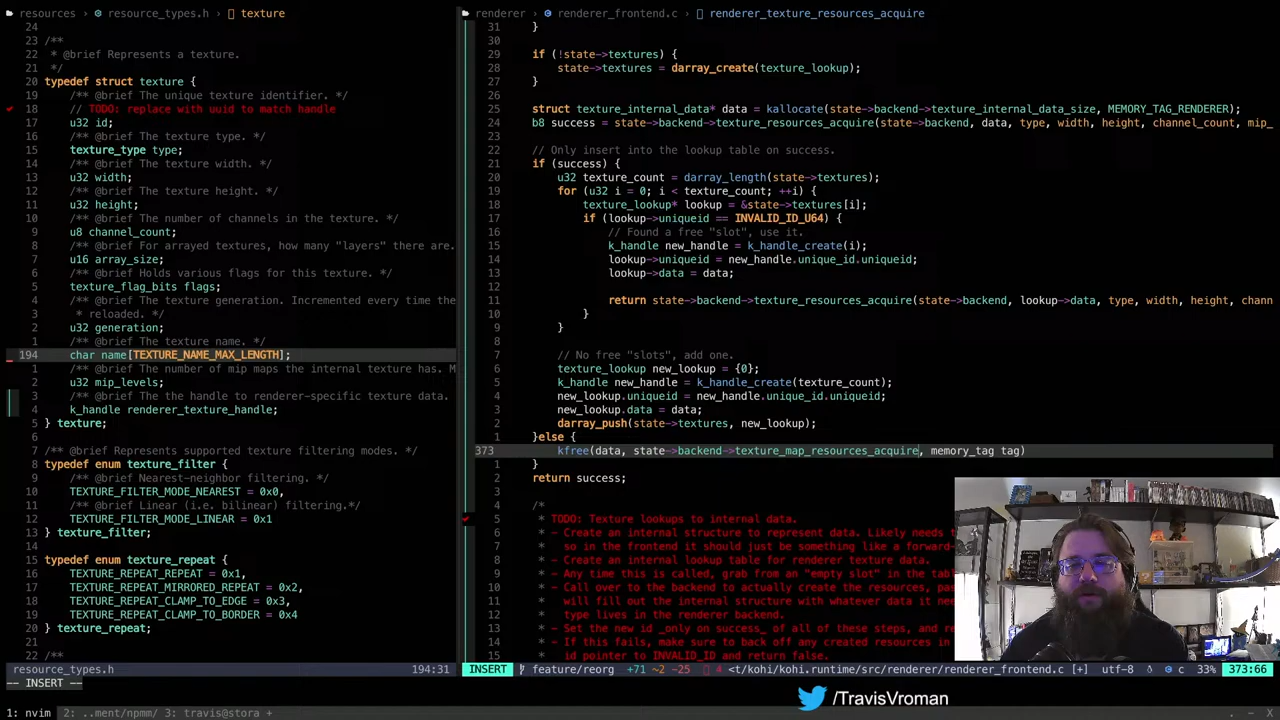 resources > resource_types.h > texture
24
23 /**
22 * @brief Represents a texture.
21 */
20 typedef struct texture {
19 /** @brief The unique texture identifier. */
18 // TODO: replace with uuid to match handle
17 u32 id;
16 /** @brief The texture type. */
15 texture_type type;
14 /** @brief The texture width. */
13 u32 width;
12 /** @brief The texture height. */
11 u32 height;
10 /** @brief The number of channels in the texture. */
9 u8 channel_count;
8 /** @brief For arrayed textures, how many "layers" there are.
7 u16 array_size;
6 /** @brief Holds various flags for this texture. */
5 texture_flag_bits flags;
4 /** @brief The texture generation. Incremented every time the
3 * reloaded. */
2 u32 generation;
1 /** @brief The texture name. */
194 char name[TEXTURE_NAME_MAX_LENGTH];
1 /** @brief The number of mip maps the internal texture has. M
2 u32 mip_levels;
3 /** @brief The the handle to renderer-specific texture data.
4 k_handle renderer_texture_handle;
5 } texture;
6
7 /** @brief Represents supported texture filtering modes. */
8 typedef enum texture_filter {
9 /** @brief Nearest-neighbor filtering. */
10 TEXTURE_FILTER_MODE_NEAREST = 0x0,
11 /** @brief Linear (i.e. bilinear) filtering.*/
12 TEXTURE_FILTER_MODE_LINEAR = 0x1
13 } texture_filter;
14
15 typedef enum texture_repeat {
16 TEXTURE_REPEAT_REPEAT = 0x1,
17 TEXTURE_REPEAT_MIRRORED_REPEAT = 0x2,
18 TEXTURE_REPEAT_CLAMP_TO_EDGE = 0x3,
19 TEXTURE_REPEAT_CLAMP_TO_BORDER = 0x4
20 } texture_repeat;
21
22 /**
resource_types.h 194:31
-- INSERT --
renderer > renderer_frontend.c > renderer_texture_resources_acquire
31 }
30
29 if (!state->textures) {
28 state->textures = darray_create(texture_lookup);
27 }
26
25 struct texture_internal_data* data = kallocate(state->backend->texture_internal_data_size, MEMORY_TAG_RENDERER);
24 b8 success = state->backend->texture_resources_acquire(state->backend, data, type, width, height, channel_count, mip_
23
22 // Only insert into the lookup table on success.
21 if (success) {
20 u32 texture_count = darray_length(state->textures);
19 for (u32 i = 0; i < texture_count; ++i) {
18 texture_lookup* lookup = &state->textures[i];
17 if (lookup->uniqueid == INVALID_ID_U64) {
16 // Found a free "slot", use it.
15 k_handle new_handle = k_handle_create(i);
14 lookup->uniqueid = new_handle.unique_id.uniqueid;
13 lookup->data = data;
12
11 return state->backend->texture_resources_acquire(state->backend, lookup->data, type, width, height, chann
10 }
9 }
8
7 // No free "slots", add one.
6 texture_lookup new_lookup = {0};
5 k_handle new_handle = k_handle_create(texture_count);
4 new_lookup.uniqueid = new_handle.unique_id.uniqueid;
3 new_lookup.data = data;
2 darray_push(state->textures, new_lookup);
1 }else {
373 kfree(data, state->backend->texture_map_resources_acquire, memory_tag tag)
1 }
2 return success;
3
4 /*
5 * TODO: Texture lookups to internal data.
6 * - Create an internal structure to represent data. Likely needs t
7 so in the frontend it should just be something like a forward-
8 * - Create an internal lookup table for renderer texture data.
9 * - Any time this is called, grab from an "empty slot" in the tabl
10 * - Call over to the backend to actually create the resources, pas
11 * will fill out the internal structure with whatever data it nee
12 * type lives in the renderer backend.
13 * - Set the new id _only on success_ of all of these steps, and re
14 * - If this fails, make sure to back off any created resources in
15 * id pointer to INVALID_ID and return false.
INSERT feature/reorg +71 ~2 -25 4 <t/kohi/kohi.runtime/src/renderer/renderer_frontend.c [+] utf-8 c 33% 373:66
/TravisVroman
1: nvim 2: ..ment/npmm/ 3: travis@stora +